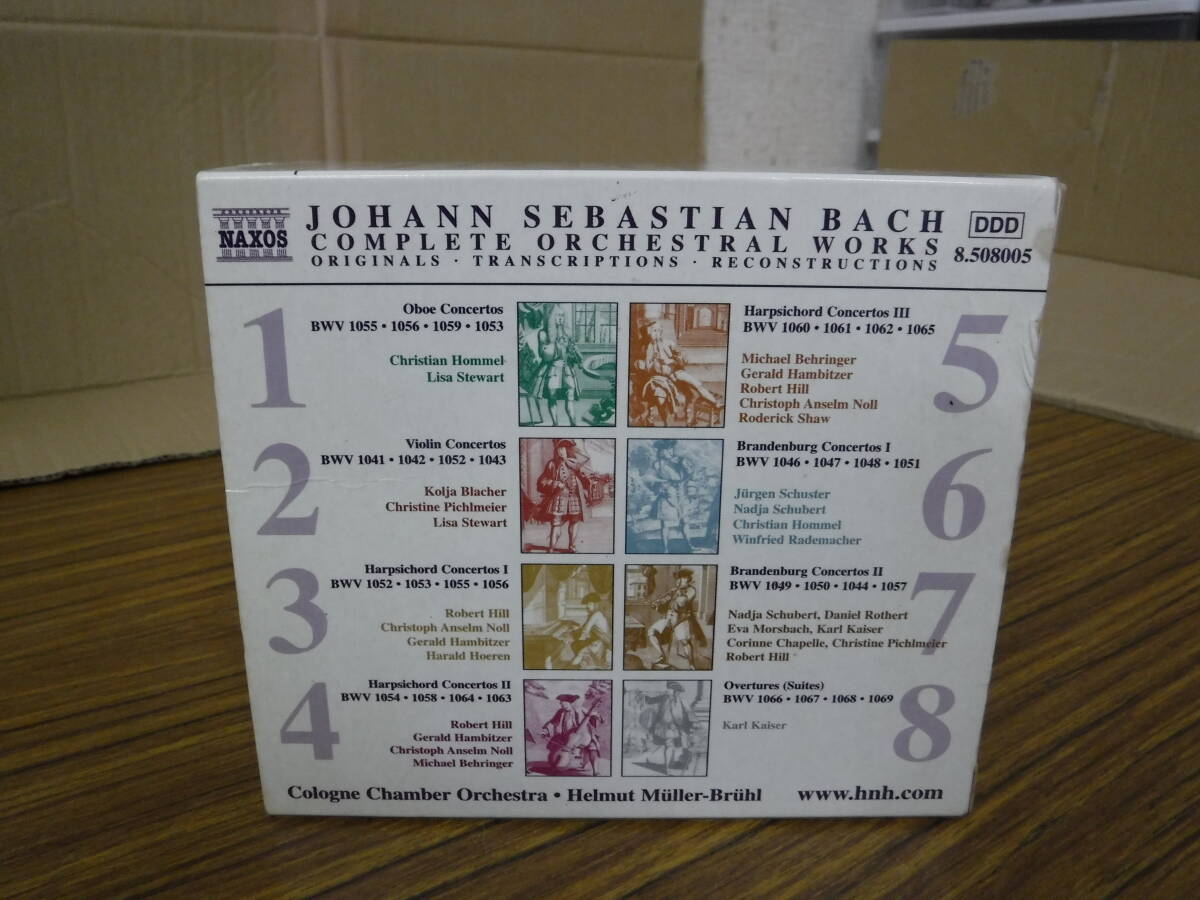 NAXOS
JOHANN SEBASTIAN BACH
COMPLETE ORCHESTRAL WORKS
ORIGINALS · TRANSCRIPTIONS · RECONSTRUCTIONS
DDD
8.508005
1
Oboe Concertos
BWV 1055 • 1056 • 1059 • 1053
Christian Hommel
Lisa Stewart
2
Violin Concertos
BWV 1041 • 1042 • 1052 • 1043
Kolja Blacher
Christine Pichlmeier
Lisa Stewart
3
Harpsichord Concertos I
BWV 1052 • 1053 • 1055 • 1056
Robert Hill
Christoph Anselm Noll
Gerald Hambitzer
Harald Hoeren
4
Harpsichord Concertos II
BWV 1054 • 1058 • 1064 • 1063
Robert Hill
Gerald Hambitzer
Christoph Anselm Noll
Michael Behringer
5
Harpsichord Concertos III
BWV 1060 • 1061 • 1062 • 1065
Michael Behringer
Gerald Hambitzer
Robert Hill
Christoph Anselm Noll
Roderick Shaw
6
Brandenburg Concertos I
BWV 1046 • 1047 • 1048 • 1051
Jürgen Schuster
Nadja Schubert
Christian Hommel
Winfried Rademacher
7
Brandenburg Concertos II
BWV 1049 • 1050 • 1044 • 1057
Nadja Schubert, Daniel Rothert
Eva Morsbach, Karl Kaiser
Corinne Chapelle, Christine Pichlmeier
Robert Hill
8
Overtures (Suites)
BWV 1066 • 1067 • 1068 • 1069
Karl Kaiser
Cologne Chamber Orchestra • Helmut Müller-Brühl
www.hnh.com